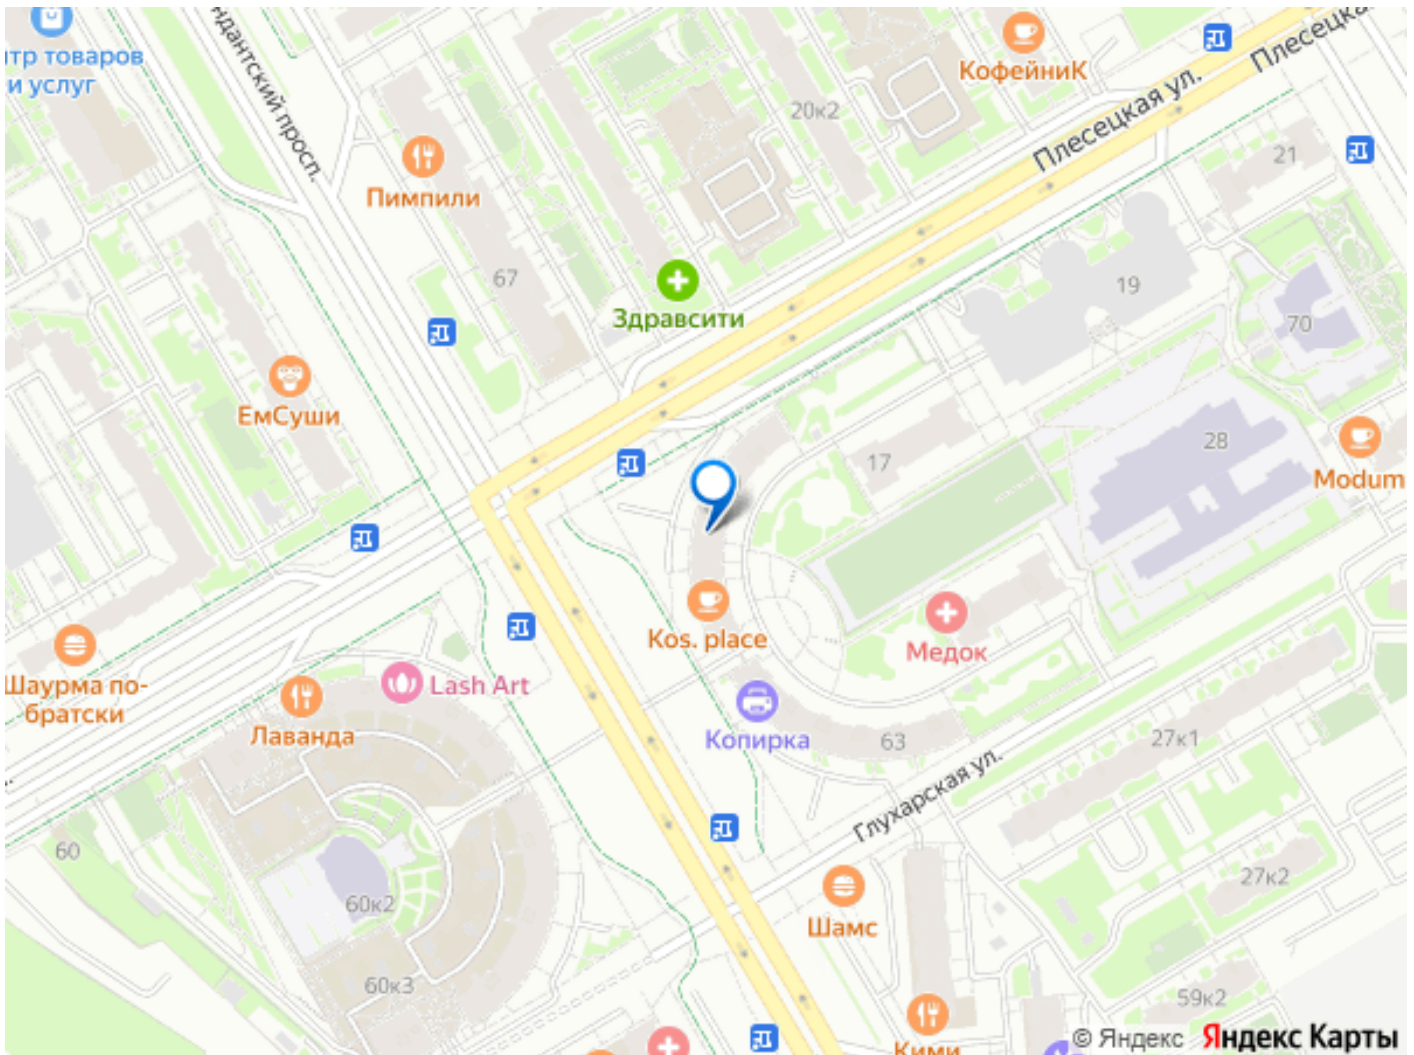 тр товаров
и услуг
ндантский просп.
Пимпили
67
КофейниК
20к2
Плесецкая ул.
Плесецка
21
Здравсити
19
70
ЕмСуши
17
28
Modum
Kos. place
Медок
Шаурма по-
братски
Lash Art
Лаванда
Копирка
63
27к1
Глухарская ул.
60
60к2
27к2
Шамс
60к3
59к2
Кими
© Яндекс Яндекс Карты